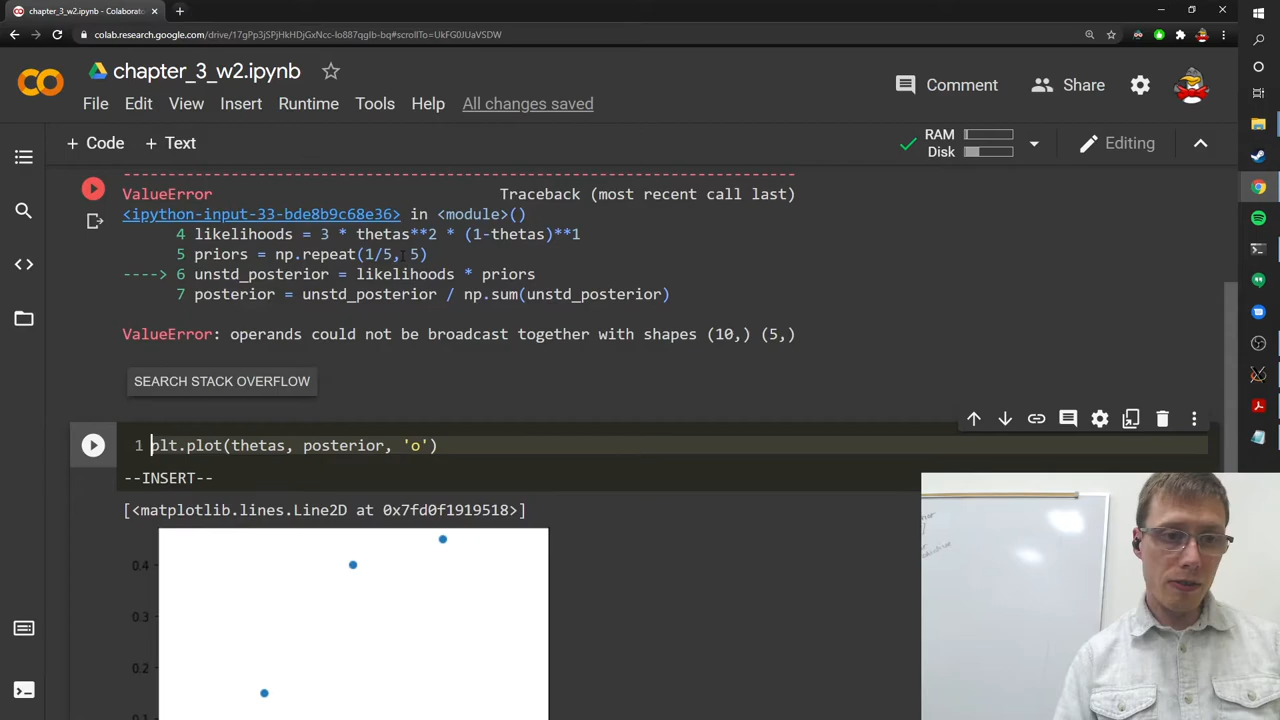 chapter_3_w2.ipynb - Colaborato
colab.research.google.com/drive/17gPp3jSPjHkHDjGxNcc-lo887qgIb-bq#scrollTo=UkFG0JUaVSDW
chapter_3_w2.ipynb
Comment
Share
File Edit View Insert Runtime Tools Help All changes saved
+ Code + Text
RAM
Disk
Editing
ValueError Traceback (most recent call last)
<ipython-input-33-bde8b9c68e36> in <module>()
4 likelihoods = 3 * thetas**2 * (1-thetas)**1
5 priors = np.repeat(1/5, 5)
----> 6 unstd_posterior = likelihoods * priors
7 posterior = unstd_posterior / np.sum(unstd_posterior)
ValueError: operands could not be broadcast together with shapes (10,) (5,)
SEARCH STACK OVERFLOW
1 plt.plot(thetas, posterior, 'o')
--INSERT--
[<matplotlib.lines.Line2D at 0x7fd0f1919518>]
0.4
0.3
0.2